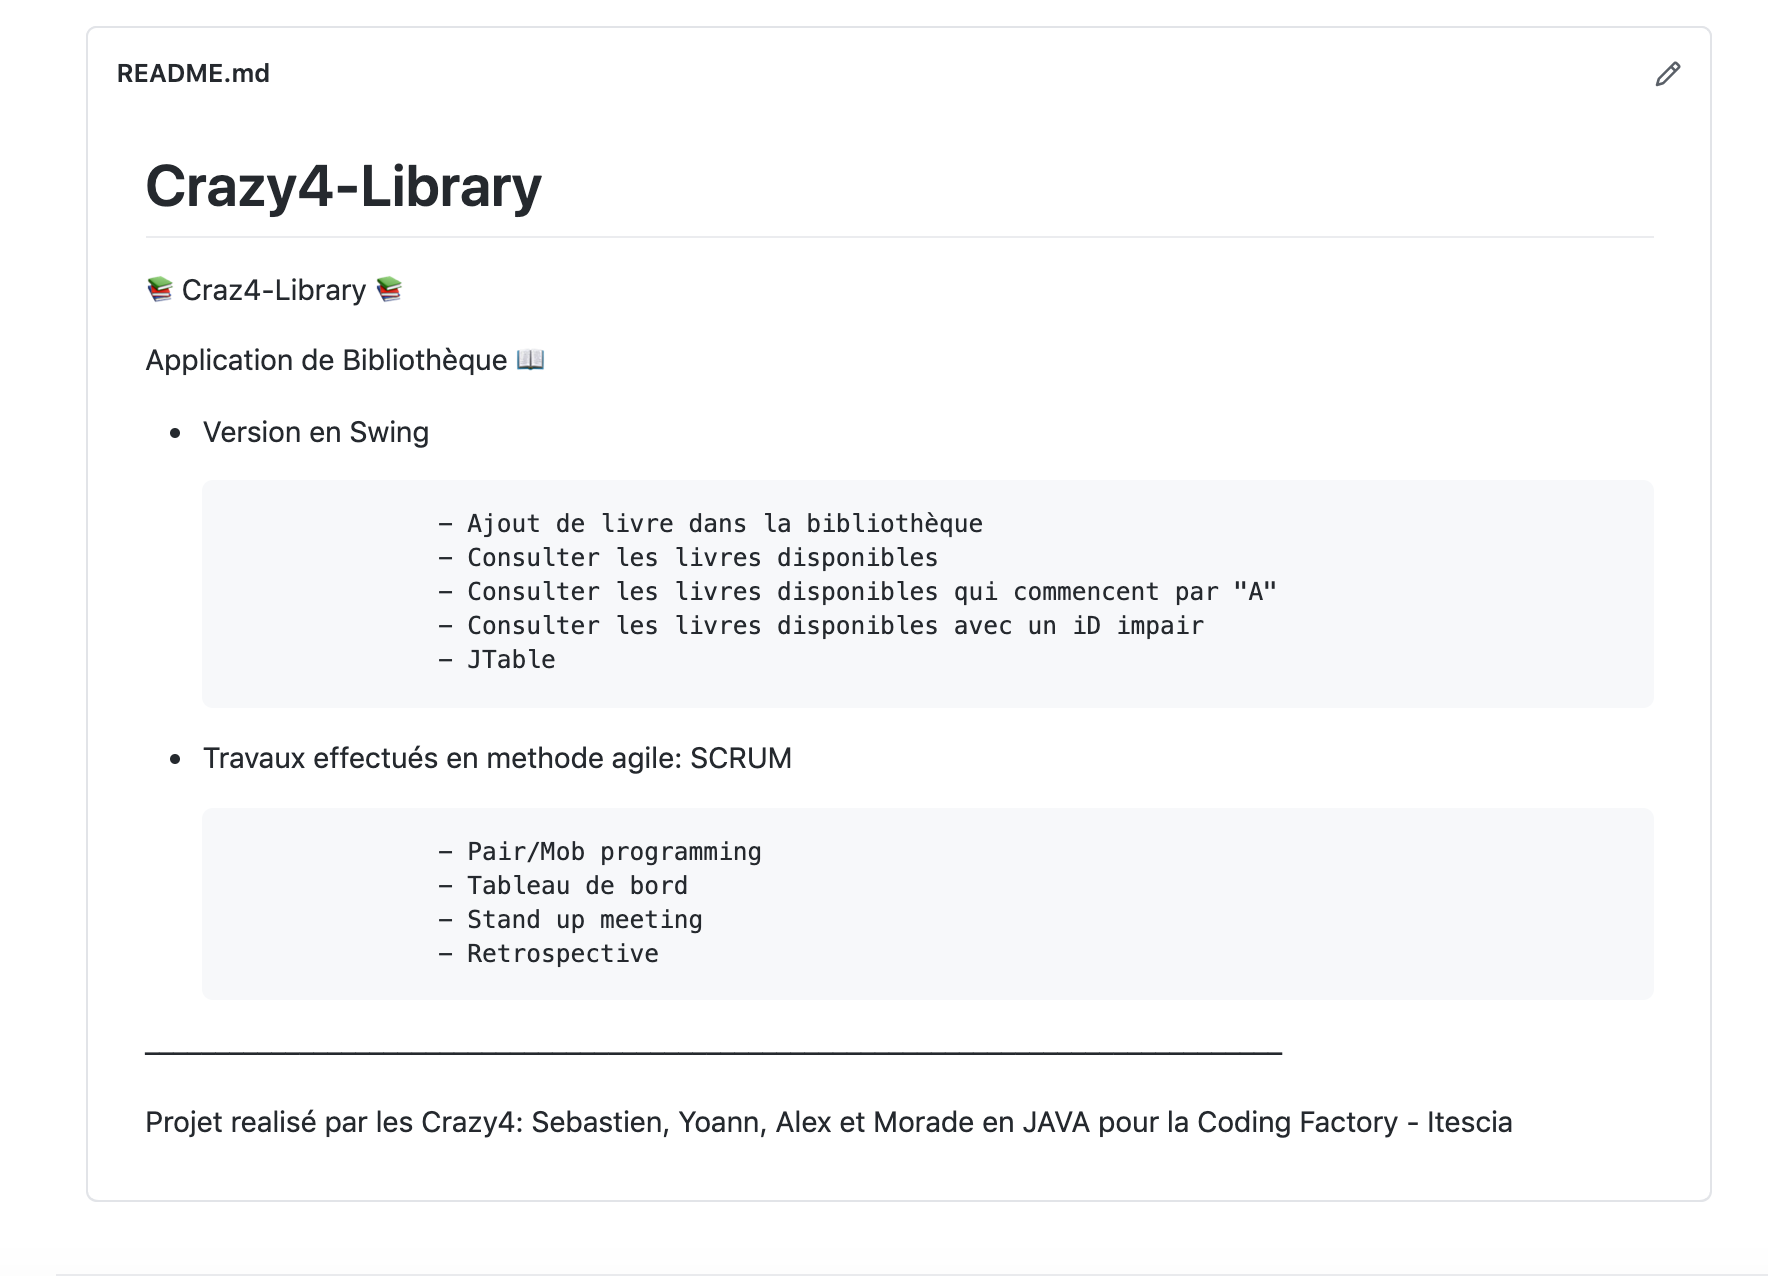 README.md
Crazy4-Library
📚 Craz4-Library 📚
Application de Bibliothèque 📖
• Version en Swing
– Ajout de livre dans la bibliothèque
– Consulter les livres disponibles
– Consulter les livres disponibles qui commencent par "A"
– Consulter les livres disponibles avec un iD impair
– JTable
• Travaux effectués en methode agile: SCRUM
– Pair/Mob programming
– Tableau de bord
– Stand up meeting
– Retrospective
Projet realisé par les Crazy4: Sebastien, Yoann, Alex et Morade en JAVA pour la Coding Factory - Itescia